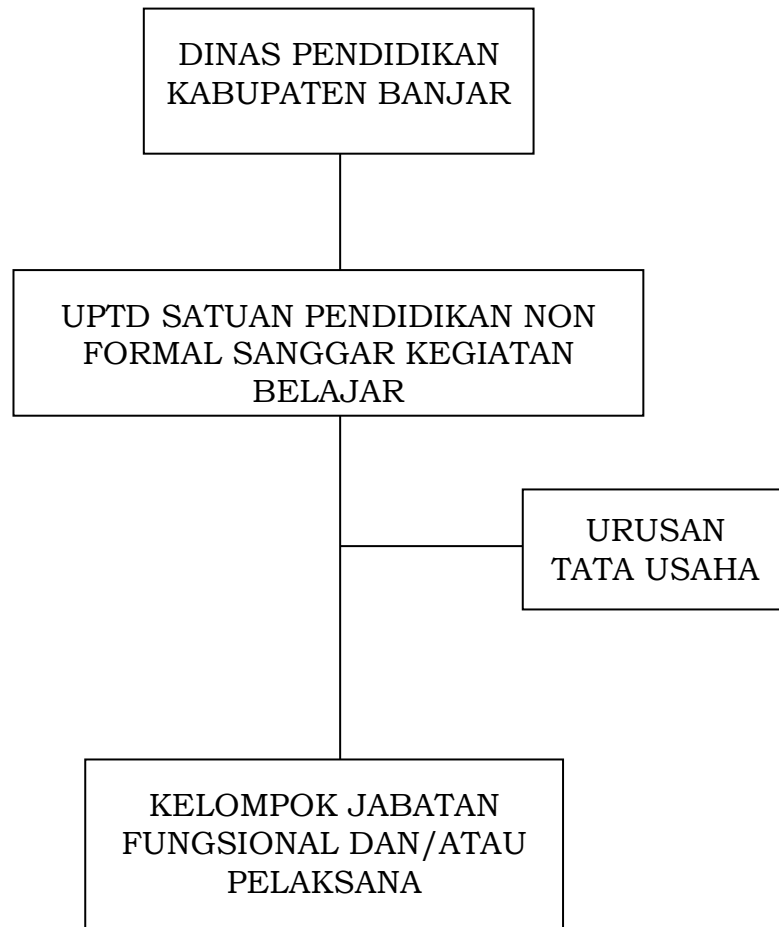 DINAS PENDIDIKAN
KABUPATEN BANJAR
UPTD SATUAN PENDIDIKAN NON
FORMAL SANGGAR KEGIATAN
BELAJAR
URUSAN
TATA USAHA
KELOMPOK JABATAN
FUNGSIONAL DAN/ATAU
PELAKSANA